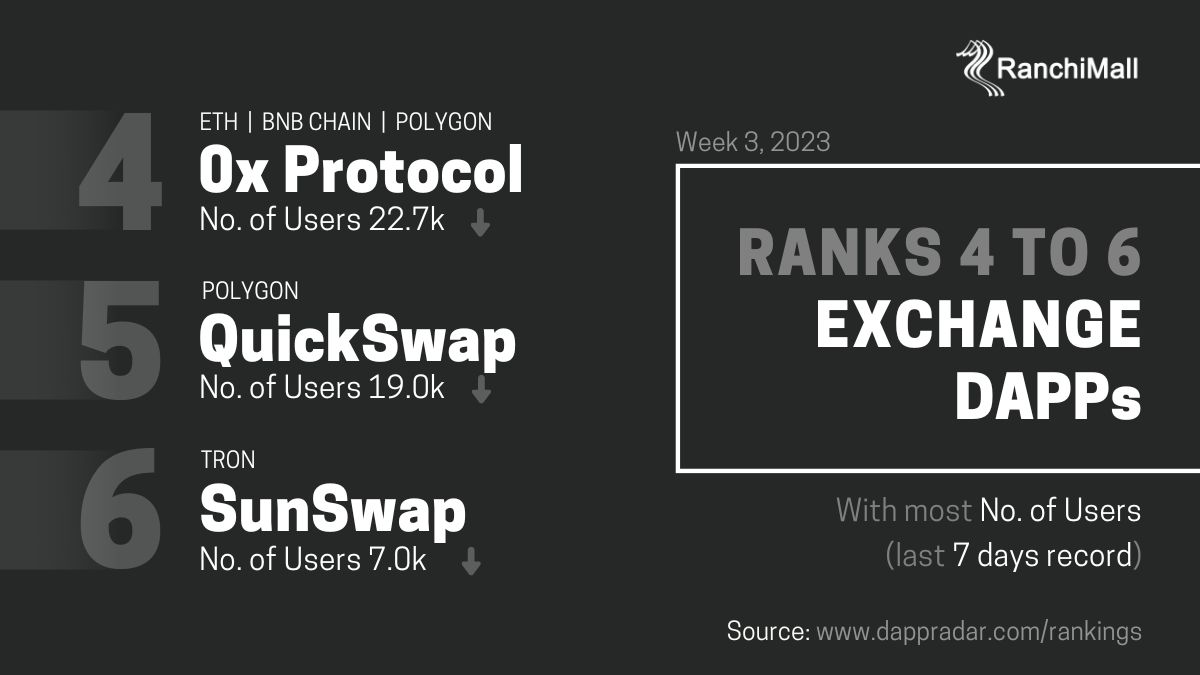 RanchiMall
4
ETH | BNB CHAIN | POLYGON
0x Protocol
No. of Users 22.7k
5
POLYGON
QuickSwap
No. of Users 19.0k
6
TRON
SunSwap
No. of Users 7.0k
Week 3, 2023
RANKS 4 TO 6
EXCHANGE
DAPPs
With most No. of Users
(last 7 days record)
Source: www.dappradar.com/rankings